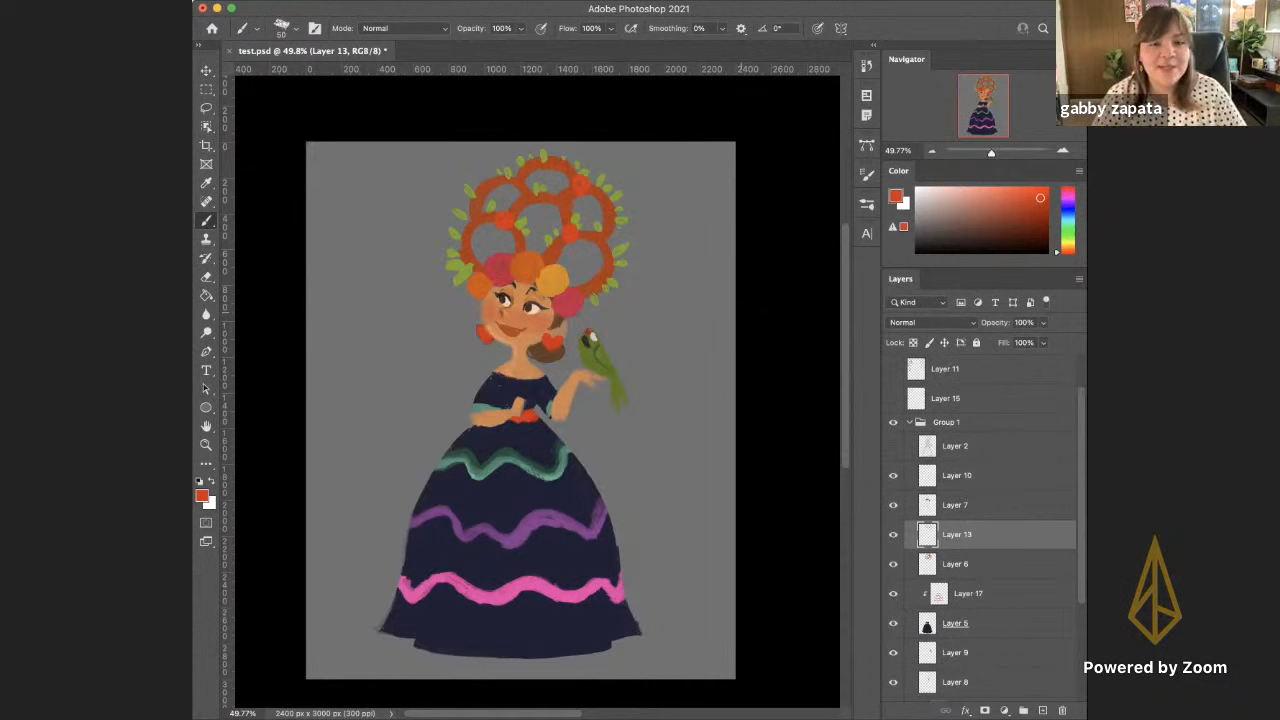 Adobe Photoshop 2021
50
Mode: Normal
Opacity: 100%
Flow: 100%
Smoothing: 0%
0°
test.psd @ 49.8% (Layer 13, RGB/8) *
400 200 0 200 400 600 800 1000 1200 1400 1600 1800 2000 2200 2400 2600 2800
Navigator
49.77%
Color
Layers
Kind
Normal
Opacity: 100%
Lock:
Fill: 100%
Layer 11
Layer 15
Group 1
Layer 2
Layer 10
Layer 7
Layer 13
Layer 6
Layer 17
Layer 5
Layer 9
Layer 8
fx
49.77%
2400 px x 3000 px (300 ppi)
gabby zapata
Powered by Zoom